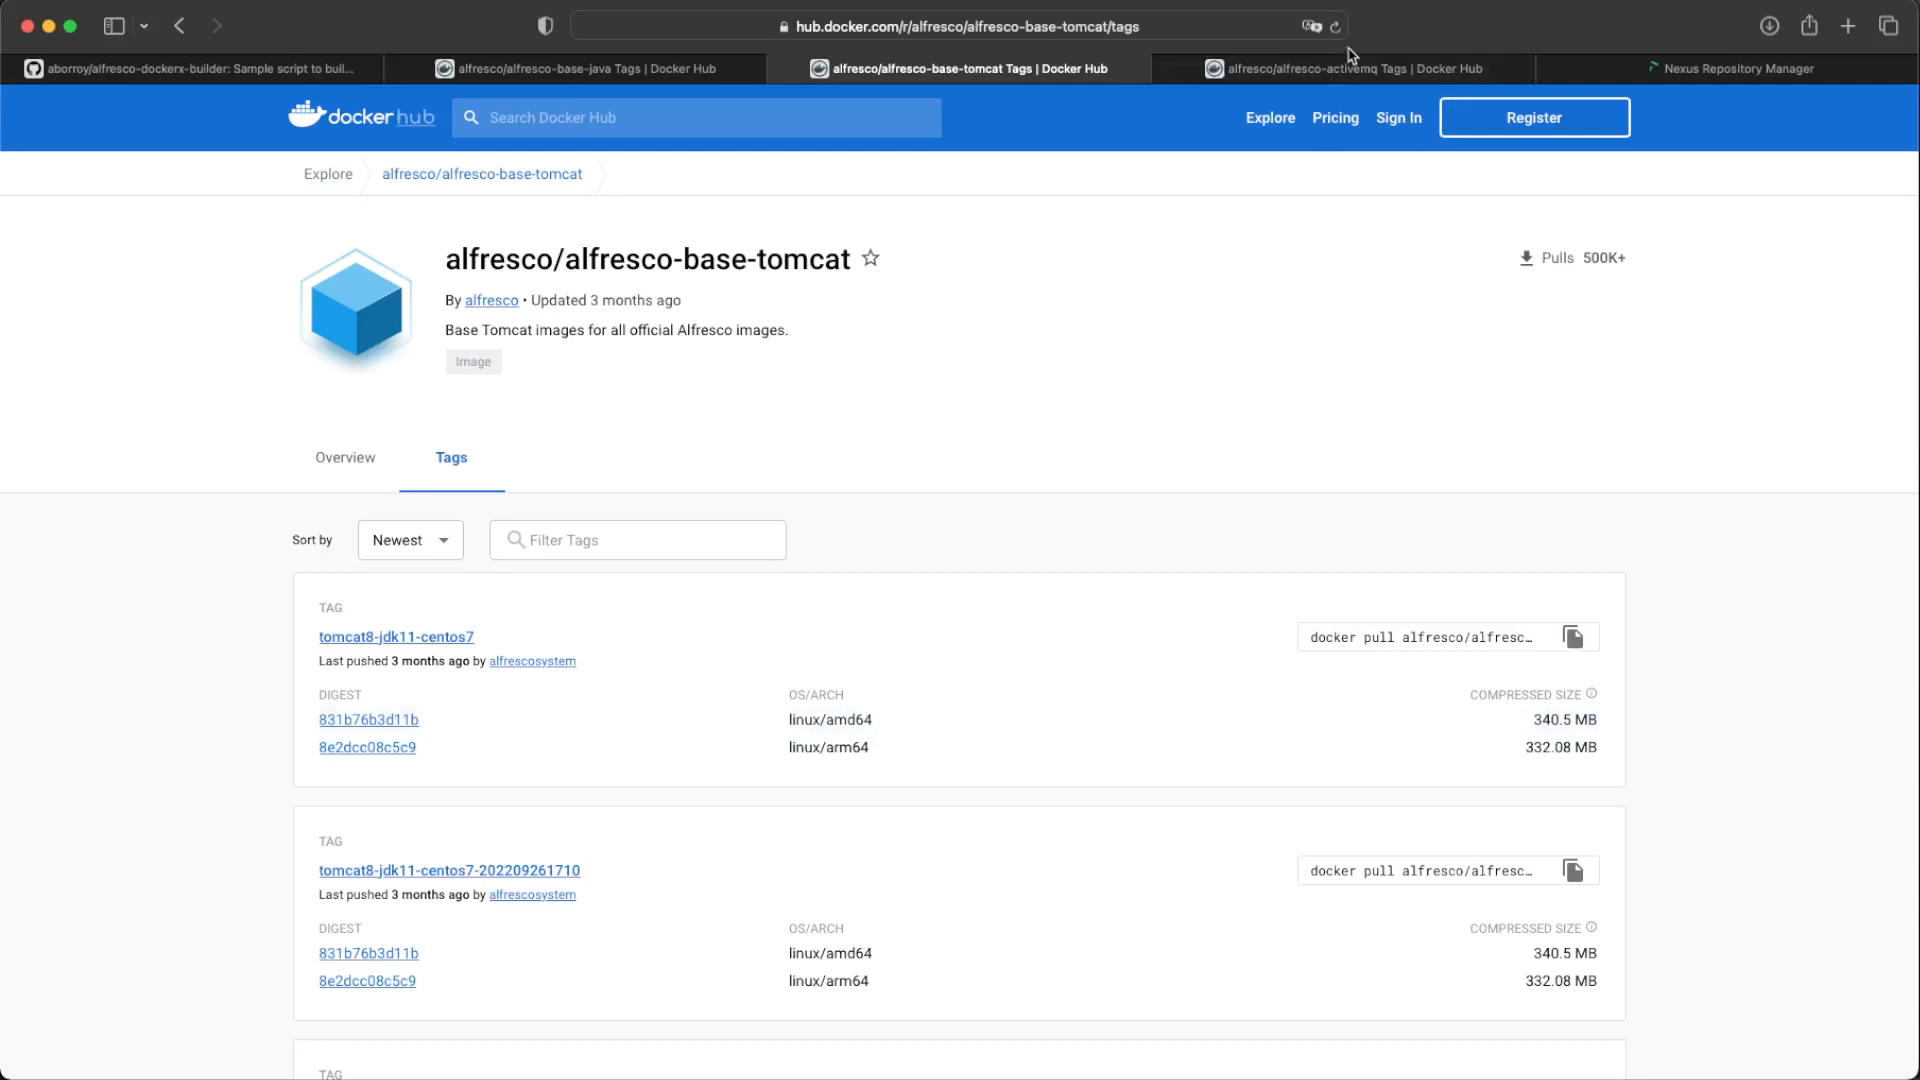 hub.docker.com/r/alfresco/alfresco-base-tomcat/tags
aborroy/alfresco-dockerx-builder: Sample script to buil...
alfresco/alfresco-base-java Tags | Docker Hub
alfresco/alfresco-base-tomcat Tags | Docker Hub
alfresco/alfresco-activemq Tags | Docker Hub
Nexus Repository Manager
docker hub
Search Docker Hub
Explore
Pricing
Sign In
Register
Explore
alfresco/alfresco-base-tomcat
alfresco/alfresco-base-tomcat
Pulls 500K+
By alfresco • Updated 3 months ago
Base Tomcat images for all official Alfresco images.
Image
Overview
Tags
Sort by
Newest
Filter Tags
TAG
tomcat8-jdk11-centos7
docker pull alfresco/alfresc…
Last pushed 3 months ago by alfrescosystem
DIGEST
OS/ARCH
COMPRESSED SIZE
831b76b3d11b
linux/amd64
340.5 MB
8e2dcc08c5c9
linux/arm64
332.08 MB
TAG
tomcat8-jdk11-centos7-202209261710
docker pull alfresco/alfresc…
Last pushed 3 months ago by alfrescosystem
DIGEST
OS/ARCH
COMPRESSED SIZE
831b76b3d11b
linux/amd64
340.5 MB
8e2dcc08c5c9
linux/arm64
332.08 MB
TAG